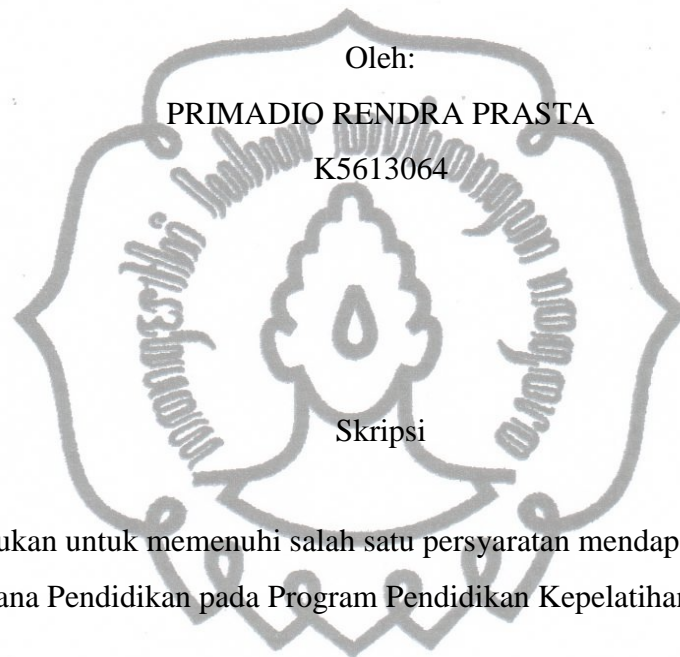 Oleh:
PRIMADIO RENDRA PRASTA
K5613064
Skripsi
ukan untuk memenuhi salah satu persyaratan mendap
ana Pendidikan pada Program Pendidikan Kepelatihan